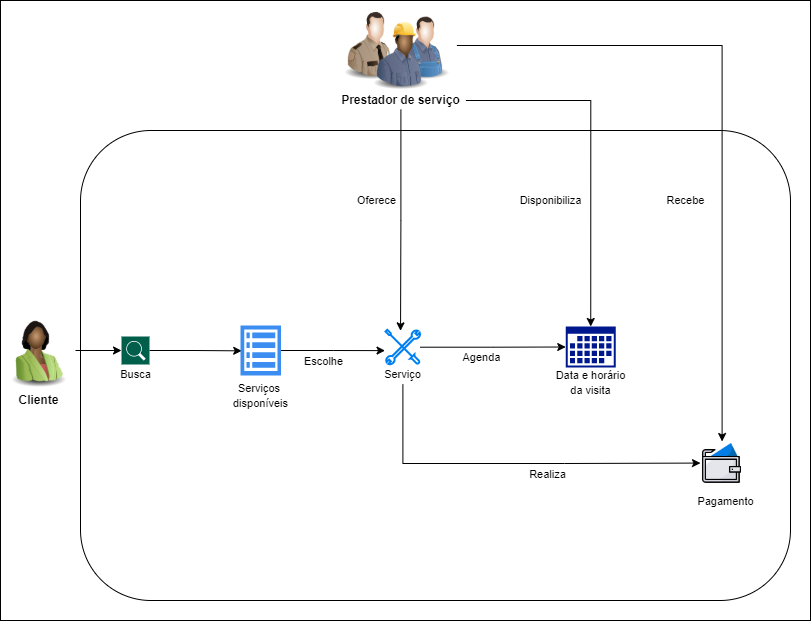 Prestador de serviço
Oferece
Disponibiliza
Recebe
Escolhe
Agenda
Busca
Serviço
Data e horário
da visita
Serviços
disponíveis
Cliente
Realiza
Pagamento